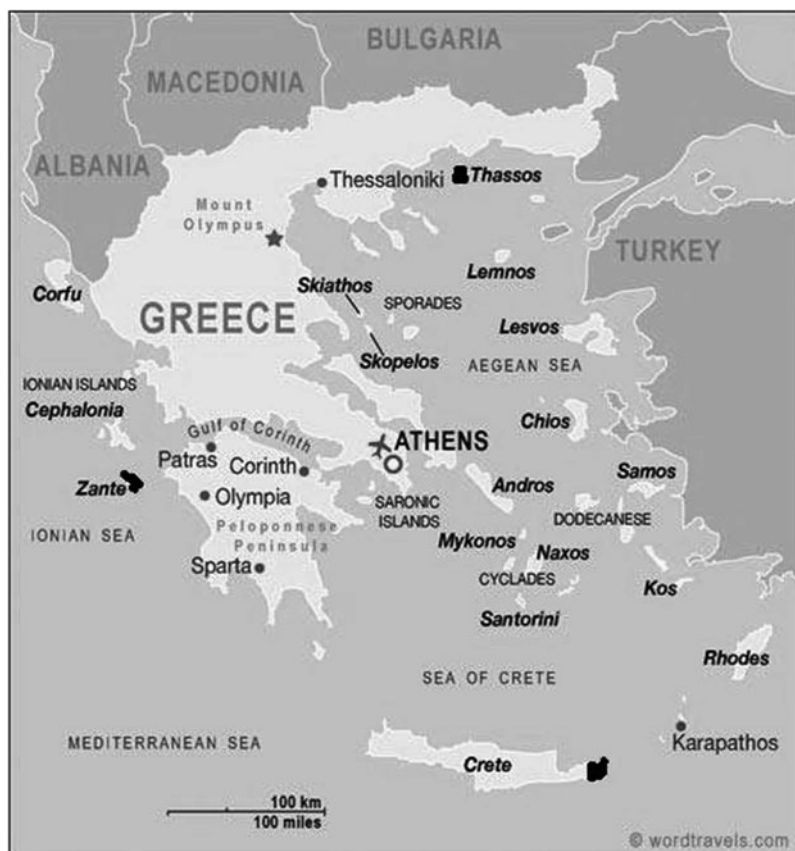 BULGARIA
MACEDONIA
ALBANIA
Thessaloniki
Thassos
Mount
Olympus
TURKEY
Lemnos
Corfu
Skiathos
SPORADES
GREECE
Lesvos
Skopelos
AEGEAN SEA
IONIAN ISLANDS
Cephalonia
Gulf of Corinth
Chios
ATHENS
Patras
Corinth
Samos
Zante
Olympia
Andros
SARONIC
ISLANDS
DODECANESE
IONIAN SEA
Peloponnese
Peninsula
Mykonos
Naxos
Sparta
CYCLADES
Kos
Santorini
Rhodes
SEA OF CRETE
MEDITERRANEAN SEA
Karapathos
Crete
100 km
100 miles
© wordtravels.com